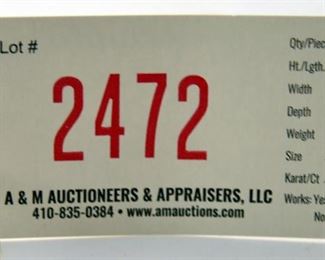 Lot #
2472
A & M AUCTIONEERS & APPRAISERS, LLC
410-835-0384 • www.amauctions.com
Qty/Piec
Ht./Lgth.
Width
Depth
Weight
Size
Karat/Ct .
Works: Yes
No